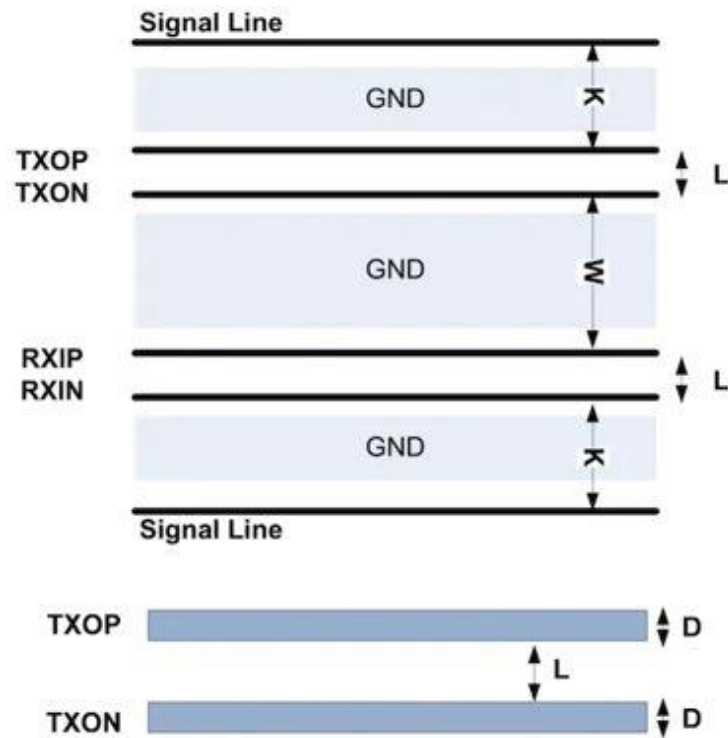 Signal Line
K
GND
TXOP
L
TXON
W
GND
RXIP
L
RXIN
K
GND
Signal Line
TXOP
D
L
TXON
D